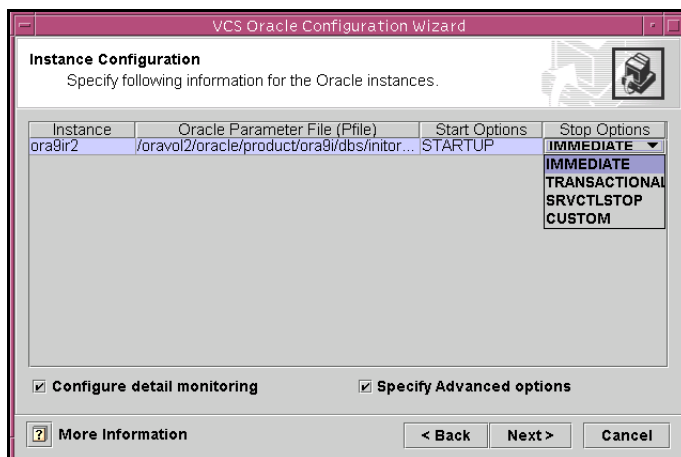 VCS Oracle Configuration Wizard
Instance Configuration
Specify following information for the Oracle instances.
Instance Oracle Parameter File (Pfile) Start Options Stop Options
ora9ir2 /oravol2/oracle/product/ora9i/dbs/initor... STARTUP IMMEDIATE
IMMEDIATE
TRANSACTIONAL
SRVCTLSTOP
CUSTOM
Configure detail monitoring Specify Advanced options
? More Information < Back Next > Cancel